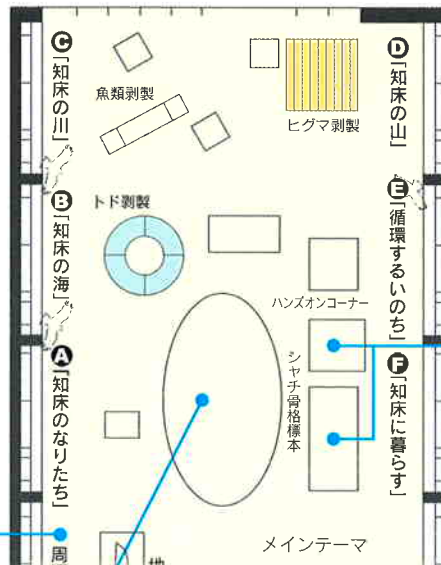 C「知床の川」
魚類剥製
ヒグマ剥製
D「知床の山」
B「知床の海」
トド剥製
E「循環するいのち」
ハンズオンコーナー
シャチ骨格標本
A「知床のなりたち」
F「知床に暮らす」
メインテーマ
周